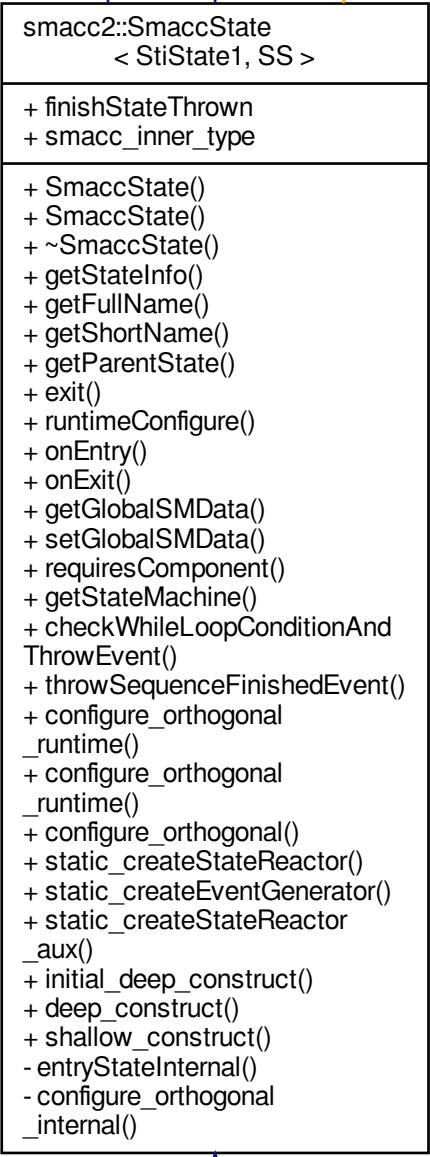 smacc2::SmaccState
< StiState1, SS >
+ finishStateThrown
+ smacc_inner_type
+ SmaccState()
+ SmaccState()
+ ~SmaccState()
+ getStateInfo()
+ getFullName()
+ getShortName()
+ getParentState()
+ exit()
+ runtimeConfigure()
+ onEntry()
+ onExit()
+ getGlobalSMData()
+ setGlobalSMData()
+ requiresComponent()
+ getStateMachine()
+ checkWhileLoopConditionAnd
ThrowEvent()
+ throwSequenceFinishedEvent()
+ configure_orthogonal
_runtime()
+ configure_orthogonal
_runtime()
+ configure_orthogonal()
+ static_createStateReactor()
+ static_createEventGenerator()
+ static_createStateReactor
_aux()
+ initial_deep_construct()
+ deep_construct()
+ shallow_construct()
- entryStateInternal()
- configure_orthogonal
_internal()